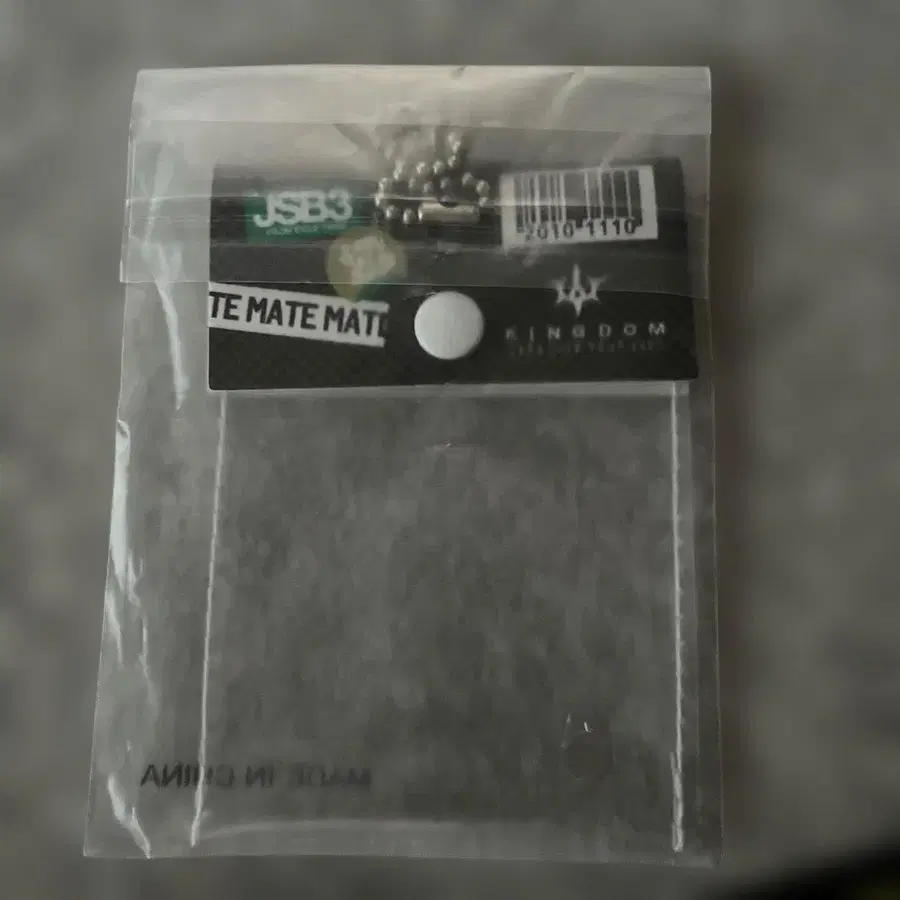 JSB3
2010 1110
TE MATE MATE
KINGDOM
MADE IN CHINA